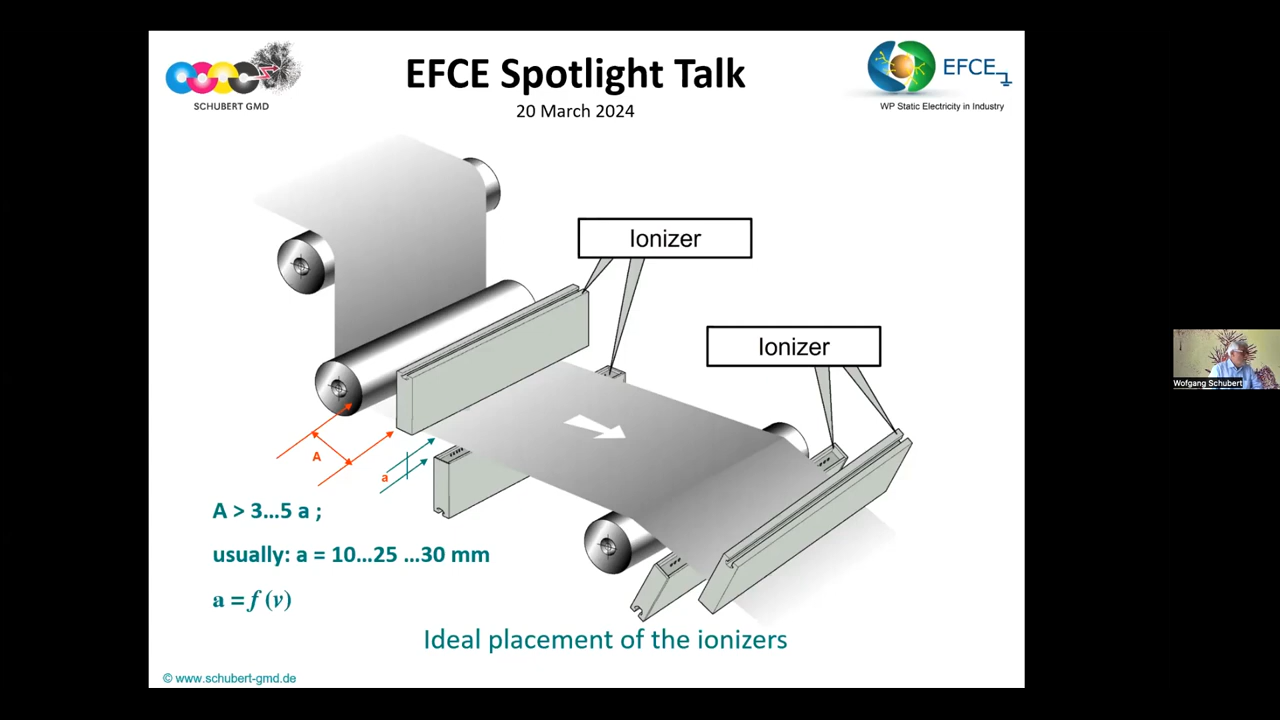 EFCE Spotlight Talk
20 March 2024
SCHUBERT GMD
EFCE
WP Static Electricity in Industry
Ionizer
Ionizer
A
a
A > 3...5 a ;
usually: a = 10...25 ...30 mm
a = f (v)
Ideal placement of the ionizers
© www.schubert-gmd.de
Wofgang Schubert